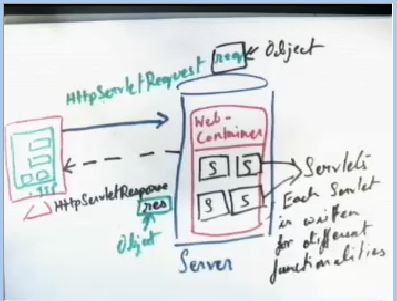 req
Object
HttpServletRequest
Web-
Container
S S
S S
Servlets
Each Servlet
is written
for different
functionalities
HttpServletResponse
res
Object
Server